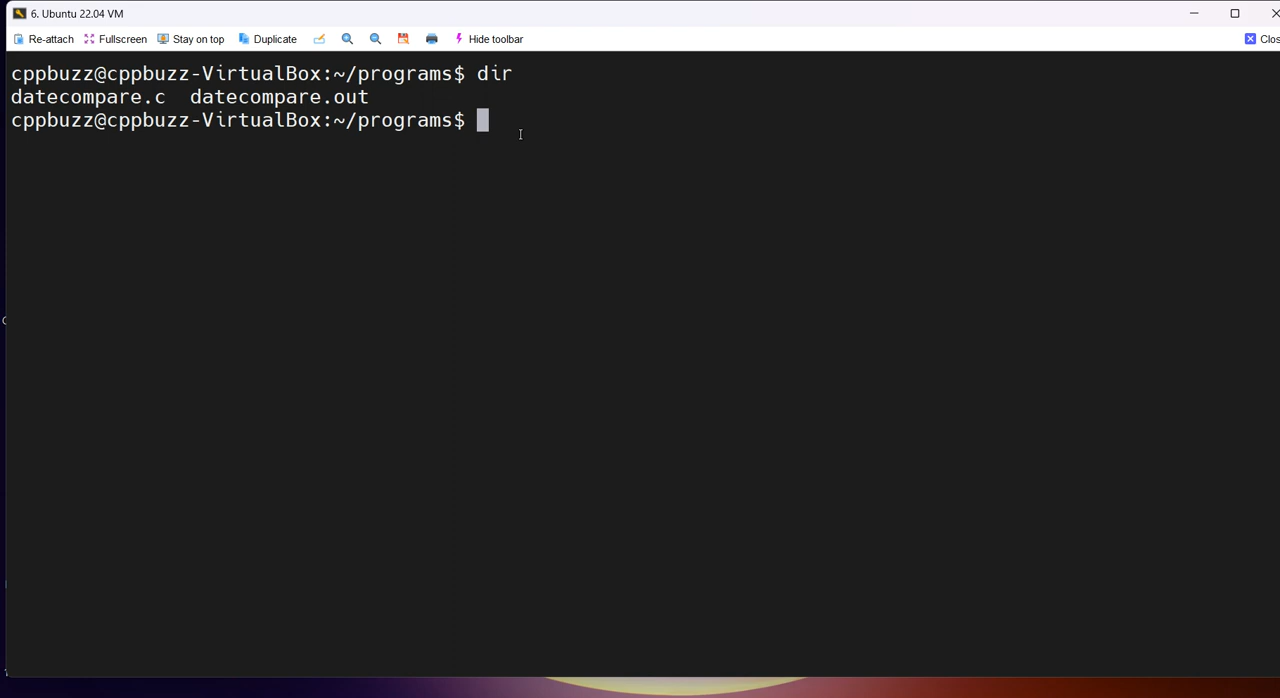 6. Ubuntu 22.04 VM
Re-attach Fullscreen Stay on top Duplicate Hide toolbar Clos
cppbuzz@cppbuzz-VirtualBox:~/programs$ dir
datecompare.c  datecompare.out
cppbuzz@cppbuzz-VirtualBox:~/programs$